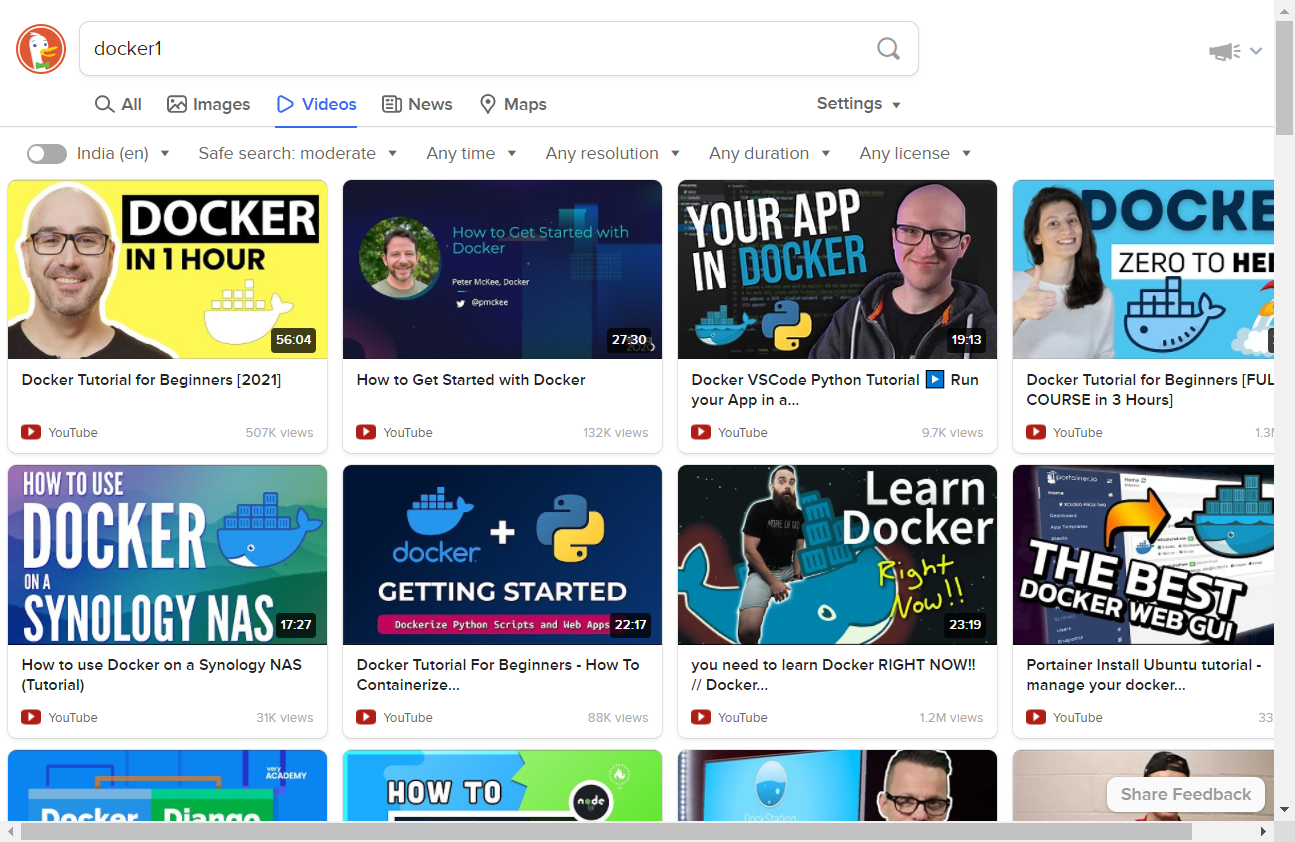 docker1
All
Images
Videos
News
Maps
Settings
India (en)
Safe search: moderate
Any time
Any resolution
Any duration
Any license
DOCKER
IN 1 HOUR
56:04
Docker Tutorial for Beginners [2021]
YouTube
507K views
How to Get Started with
Docker
Peter McKee, Docker
@pmckee
27:30
How to Get Started with Docker
YouTube
132K views
YOUR APP
IN DOCKER
19:13
Docker VSCode Python Tutorial ▶️ Run
your App in a...
YouTube
9.7K views
DOCKE
ZERO TO HE
Docker Tutorial for Beginners [FUL
COURSE in 3 Hours]
YouTube
1.3
HOW TO USE
DOCKER
ON A
SYNOLOGY NAS
17:27
How to use Docker on a Synology NAS
(Tutorial)
YouTube
31K views
docker
+
GETTING STARTED
Dockerize Python Scripts and Web Apps
22:17
Docker Tutorial For Beginners - How To
Containerize...
YouTube
88K views
Learn
Docker
Right
Now!!
23:19
you need to learn Docker RIGHT NOW!!
// Docker...
YouTube
1.2M views
portainer.io
Home
Dashboard
App Templates
Stacks
THE BEST
DOCKER WEB GUI
Users
Portainer Install Ubuntu tutorial -
manage your docker...
YouTube
33
very
ACADEMY
Docker
Django
HOW TO
node
DockStation
Share Feedback